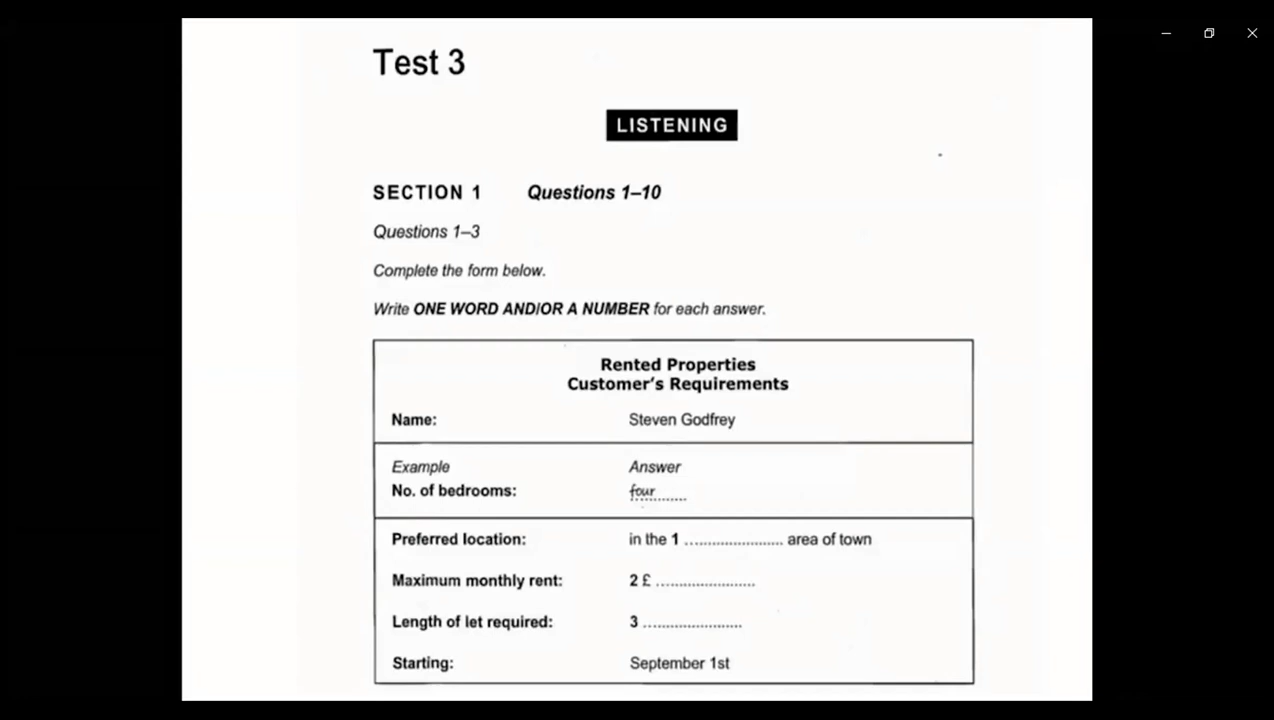 Test 3
LISTENING
SECTION 1 Questions 1–10
Questions 1–3
Complete the form below.
Write ONE WORD AND/OR A NUMBER for each answer.
Rented Properties
Customer's Requirements
Name: Steven Godfrey
Example Answer
No. of bedrooms: four
Preferred location: in the 1 ........................ area of town
Maximum monthly rent: 2 £ ........................
Length of let required: 3 ........................
Starting: September 1st